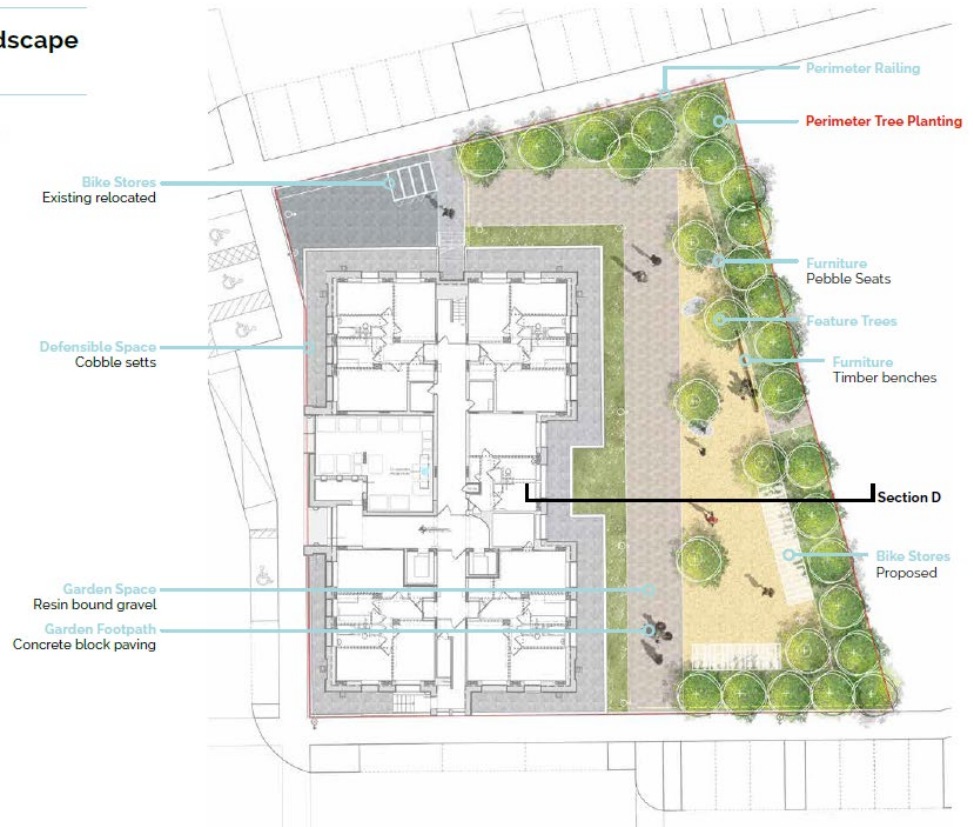 dscape
Perimeter Railing
Perimeter Tree Planting
Bike Stores
Existing relocated
Furniture
Pebble Seats
Feature Trees
Defensible Space
Cobble setts
Furniture
Timber benches
Section D
Bike Stores
Proposed
Garden Space
Resin bound gravel
Garden Footpath
Concrete block paving